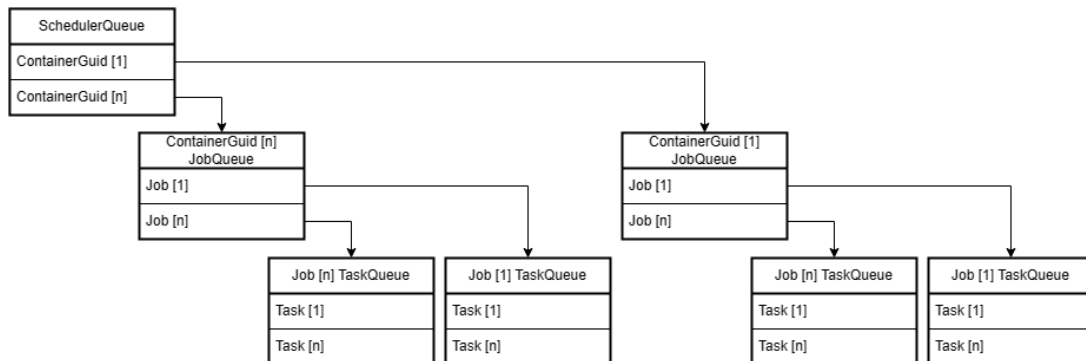 SchedulerQueue
ContainerGuid [1]
ContainerGuid [n]
ContainerGuid [n]
JobQueue
Job [1]
Job [n]
ContainerGuid [1]
JobQueue
Job [1]
Job [n]
Job [n] TaskQueue
Task [1]
Task [n]
Job [1] TaskQueue
Task [1]
Task [n]
Job [n] TaskQueue
Task [1]
Task [n]
Job [1] TaskQueue
Task [1]
Task [n]